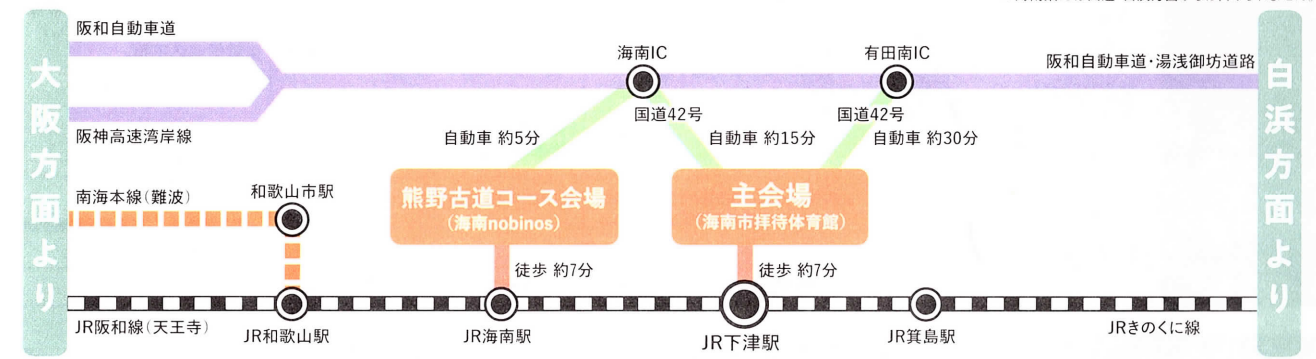 大阪方面より
阪和自動車道
阪神高速湾岸線
海南IC
国道42号
有田南IC
国道42号
阪和自動車道・湯浅御坊道路
白浜方面より
自動車 約5分
自動車 約15分
自動車 約30分
熊野古道コース会場
(海南nobinos)
主会場
(海南市拝待体育館)
南海本線(難波)
和歌山市駅
徒歩 約7分
徒歩 約7分
JR阪和線(天王寺)
JR和歌山駅
JR海南駅
JR下津駅
JR箕島駅
JRきのくに線